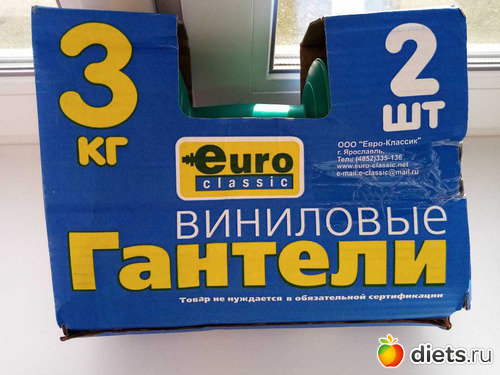 3
кг
2
шт
euro
classic
ООО "Евро-Классик"
г. Ярославль,
Тел.: (4852)335-136
www.euro-classic.net
e-mail:e-classic@mail.ru
ВИНИЛОВЫЕ
Гантели
Товар не нуждается в обязательной сертификации
diets.ru